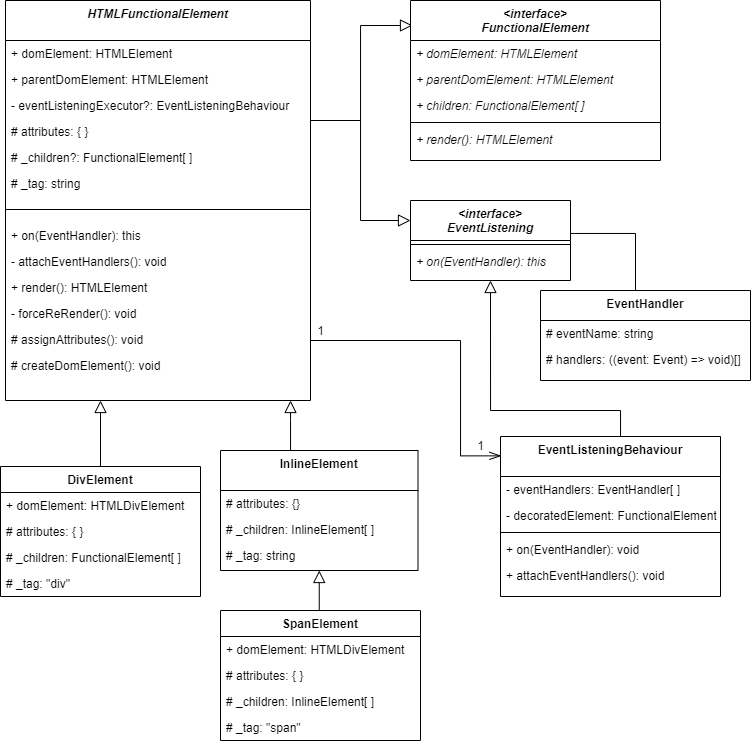 HTMLFunctionalElement
+ domElement: HTMLElement
+ parentDomElement: HTMLElement
- eventListeningExecutor?: EventListeningBehaviour
# attributes: { }
# _children?: FunctionalElement[ ]
# _tag: string
+ on(EventHandler): this
- attachEventHandlers(): void
+ render(): HTMLElement
- forceReRender(): void
# assignAttributes(): void
# createDomElement(): void
<interface>
FunctionalElement
+ domElement: HTMLElement
+ parentDomElement: HTMLElement
+ children: FunctionalElement[ ]
+ render(): HTMLElement
<interface>
EventListening
+ on(EventHandler): this
EventHandler
# eventName: string
# handlers: ((event: Event) => void)[]
1
1
DivElement
+ domElement: HTMLDivElement
# attributes: { }
# _children: FunctionalElement[ ]
# _tag: "div"
InlineElement
# attributes: {}
# _children: InlineElement[ ]
# _tag: string
EventListeningBehaviour
- eventHandlers: EventHandler[ ]
- decoratedElement: FunctionalElement
+ on(EventHandler): void
+ attachEventHandlers(): void
SpanElement
+ domElement: HTMLDivElement
# attributes: { }
# _children: InlineElement[ ]
# _tag: "span"